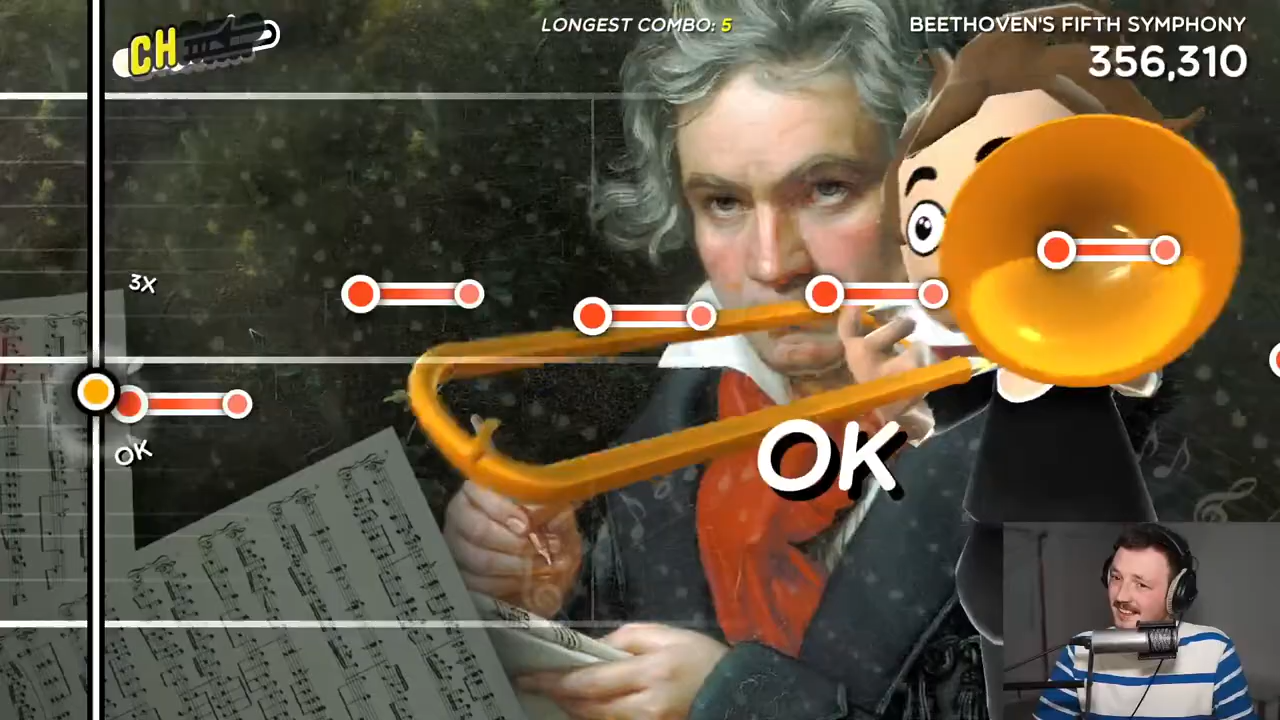 CH
LONGEST COMBO: 5
BEETHOVEN'S FIFTH SYMPHONY
356,310
3X
OK
OK